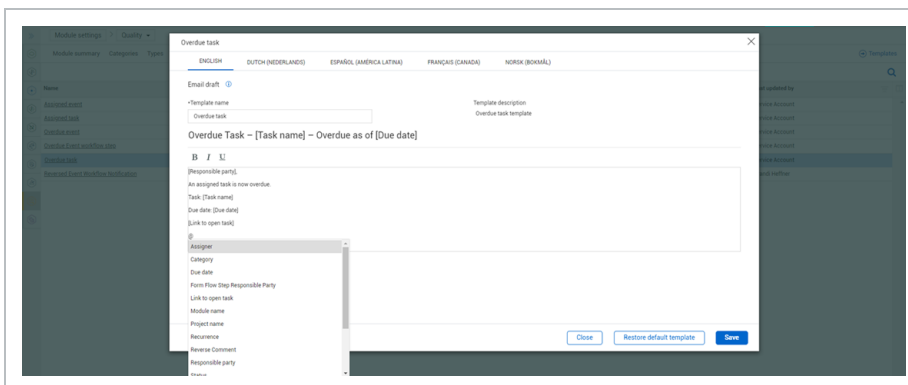 Module settings Quality
Module summary Categories Types
Templates
Name
Last updated by
Assigned event
Assigned task
Overdue event
Overdue Event workflow step
Overdue task
Reversed Event Workflow Notification
Overdue task
ENGLISH DUTCH (NEDERLANDS) ESPAÑOL (AMÉRICA LATINA) FRANÇAIS (CANADA) NORSK (BOKMÅL)
Email draft
*Template name
Overdue task
Template description
Overdue task template
Overdue Task – [Task name] – Overdue as of [Due date]
B I U
[Responsible party],
An assigned task is now overdue.
Task: [Task name]
Due date: [Due date]
[Link to open task]
@
Assigner
Category
Due date
Form Flow Step Responsible Party
Link to open task
Module name
Project name
Recurrence
Reverse Comment
Responsible party
Status
Close Restore default template Save